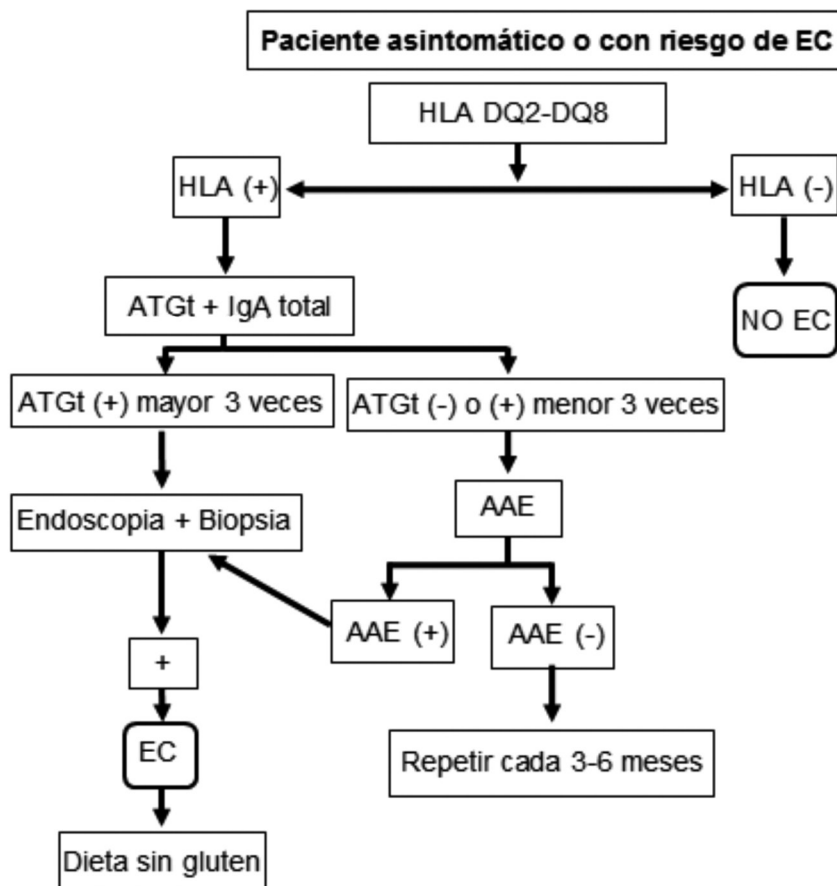 Paciente asintomático o con riesgo de EC
HLA DQ2-DQ8
HLA (+)
HLA (-)
ATGt + IgA total
NO EC
ATGt (+) mayor 3 veces
ATGt (-) o (+) menor 3 veces
Endoscopia + Biopsia
AAE
AAE (+)
AAE (-)
+
EC
Repetir cada 3-6 meses
Dieta sin gluten